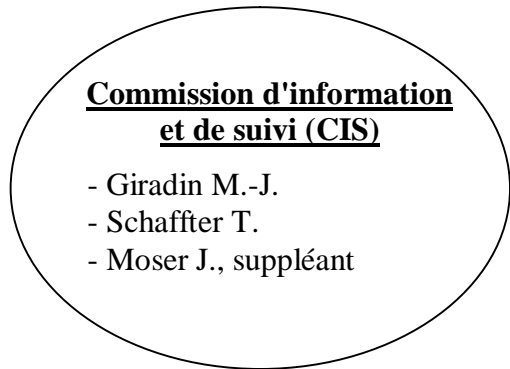 Commission d'information
et de suivi (CIS)
- Giradin M.-J.
- Schaffter T.
- Moser J., suppléant